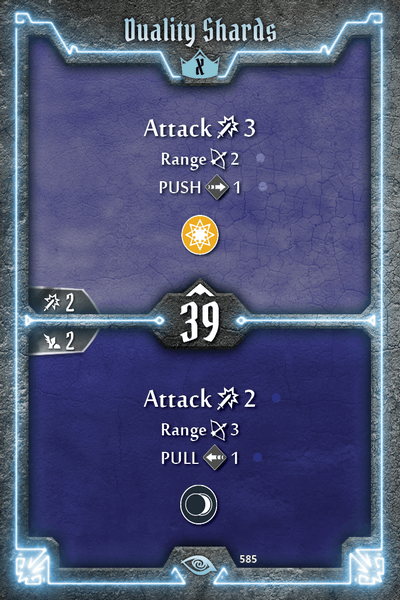 Duality Shards
X
Attack 3
Range 2
PUSH 1
2
39
2
Attack 2
Range 3
PULL 1
585